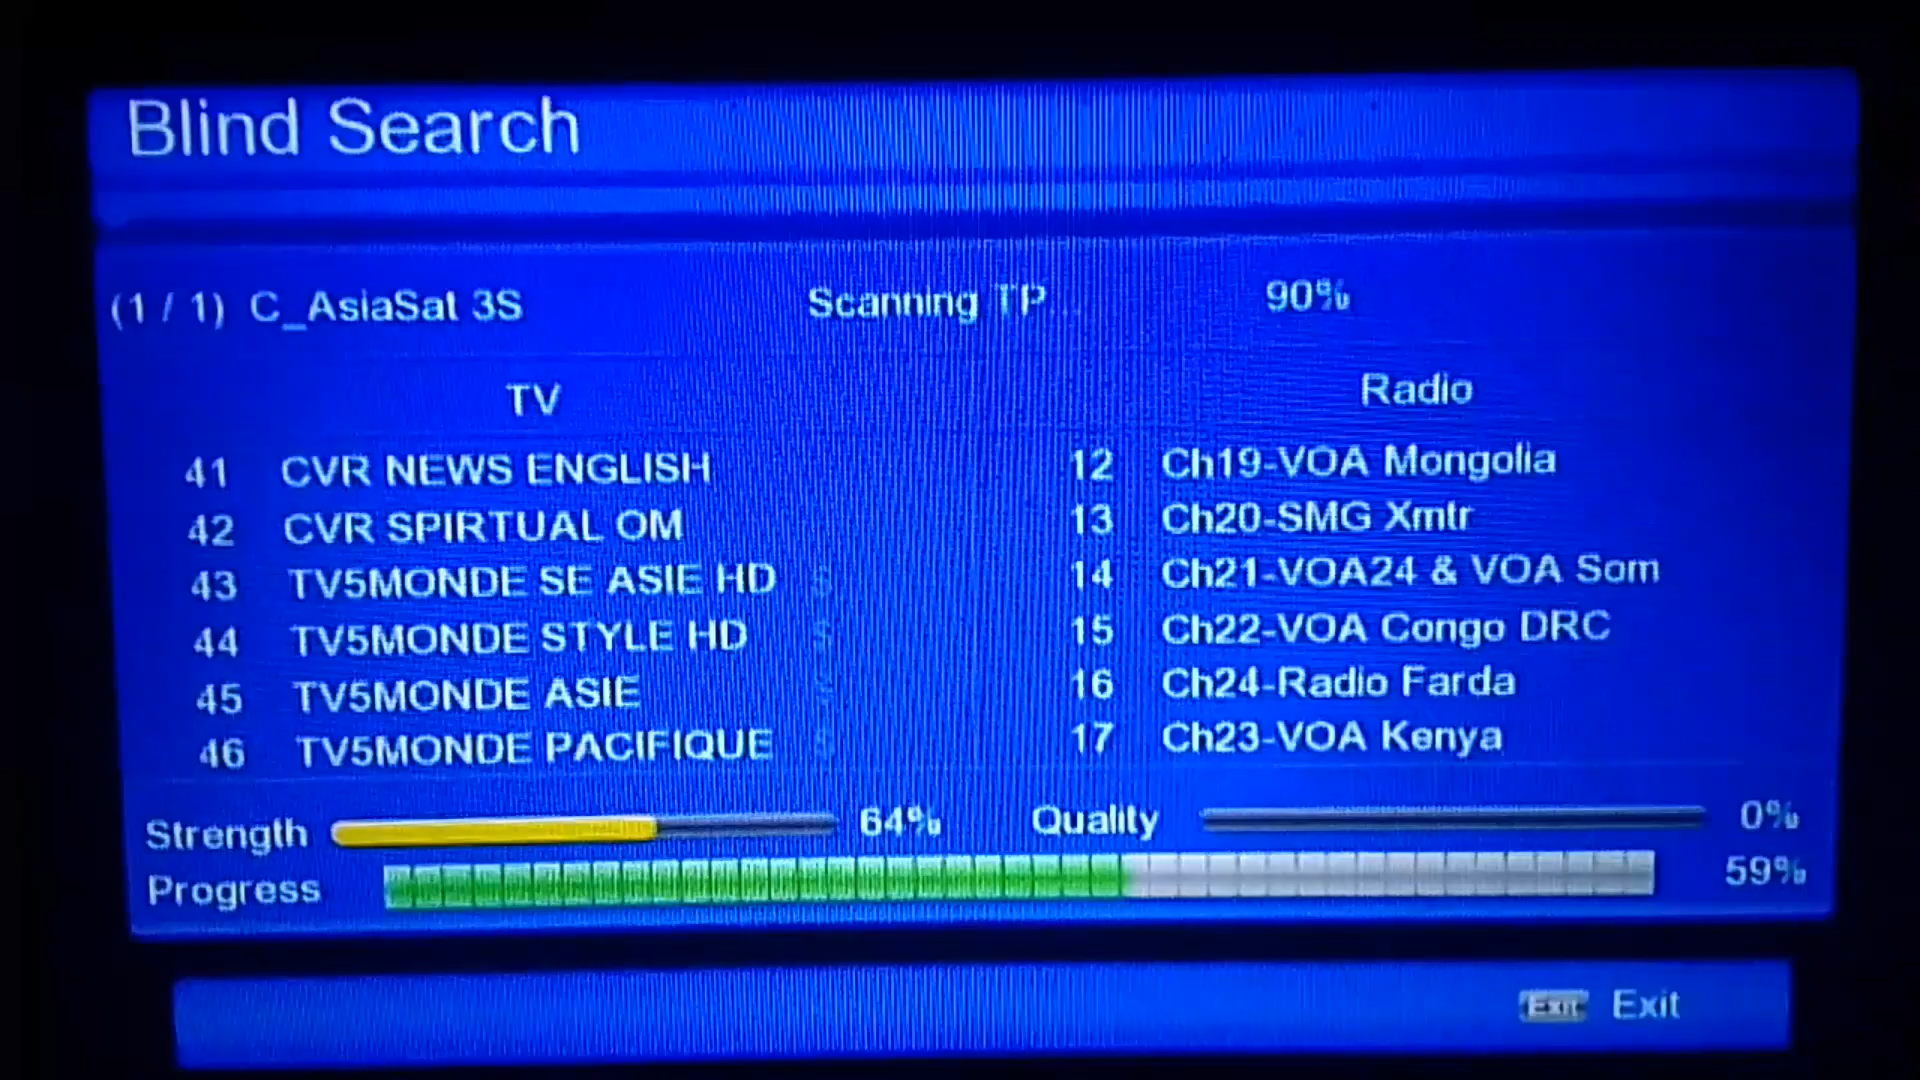 Blind Search
(1 / 1) C_AsiaSat 3S Scanning TP... 90%
TV Radio
41 CVR NEWS ENGLISH 12 Ch19-VOA Mongolia
42 CVR SPIRTUAL OM 13 Ch20-SMG Xmtr
43 TV5MONDE SE ASIE HD $ 14 Ch21-VOA24 & VOA Som
44 TV5MONDE STYLE HD $ 15 Ch22-VOA Congo DRC
45 TV5MONDE ASIE $ 16 Ch24-Radio Farda
46 TV5MONDE PACIFIQUE $ 17 Ch23-VOA Kenya
Strength 64% Quality 0%
Progress 59%
Exit Exit